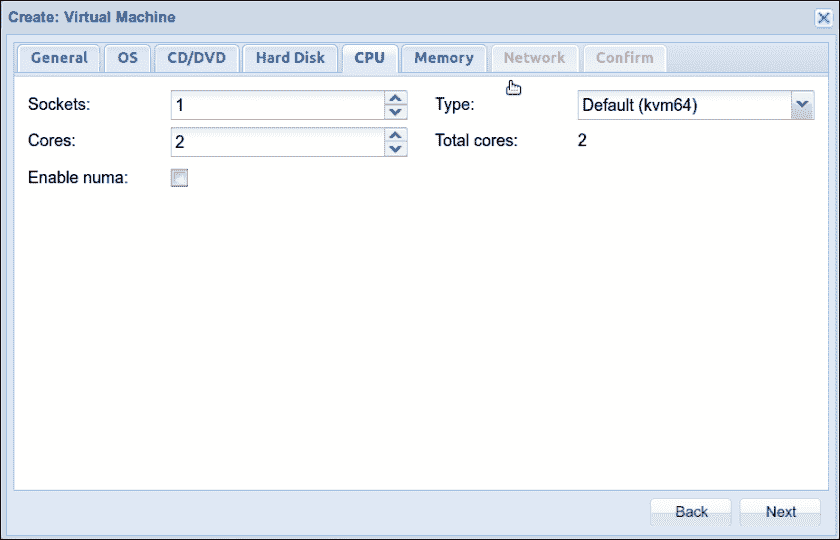 Create: Virtual Machine
General OS CD/DVD Hard Disk CPU Memory Network Confirm
Sockets: 1 Type: Default (kvm64)
Cores: 2 Total cores: 2
Enable numa:
Back Next